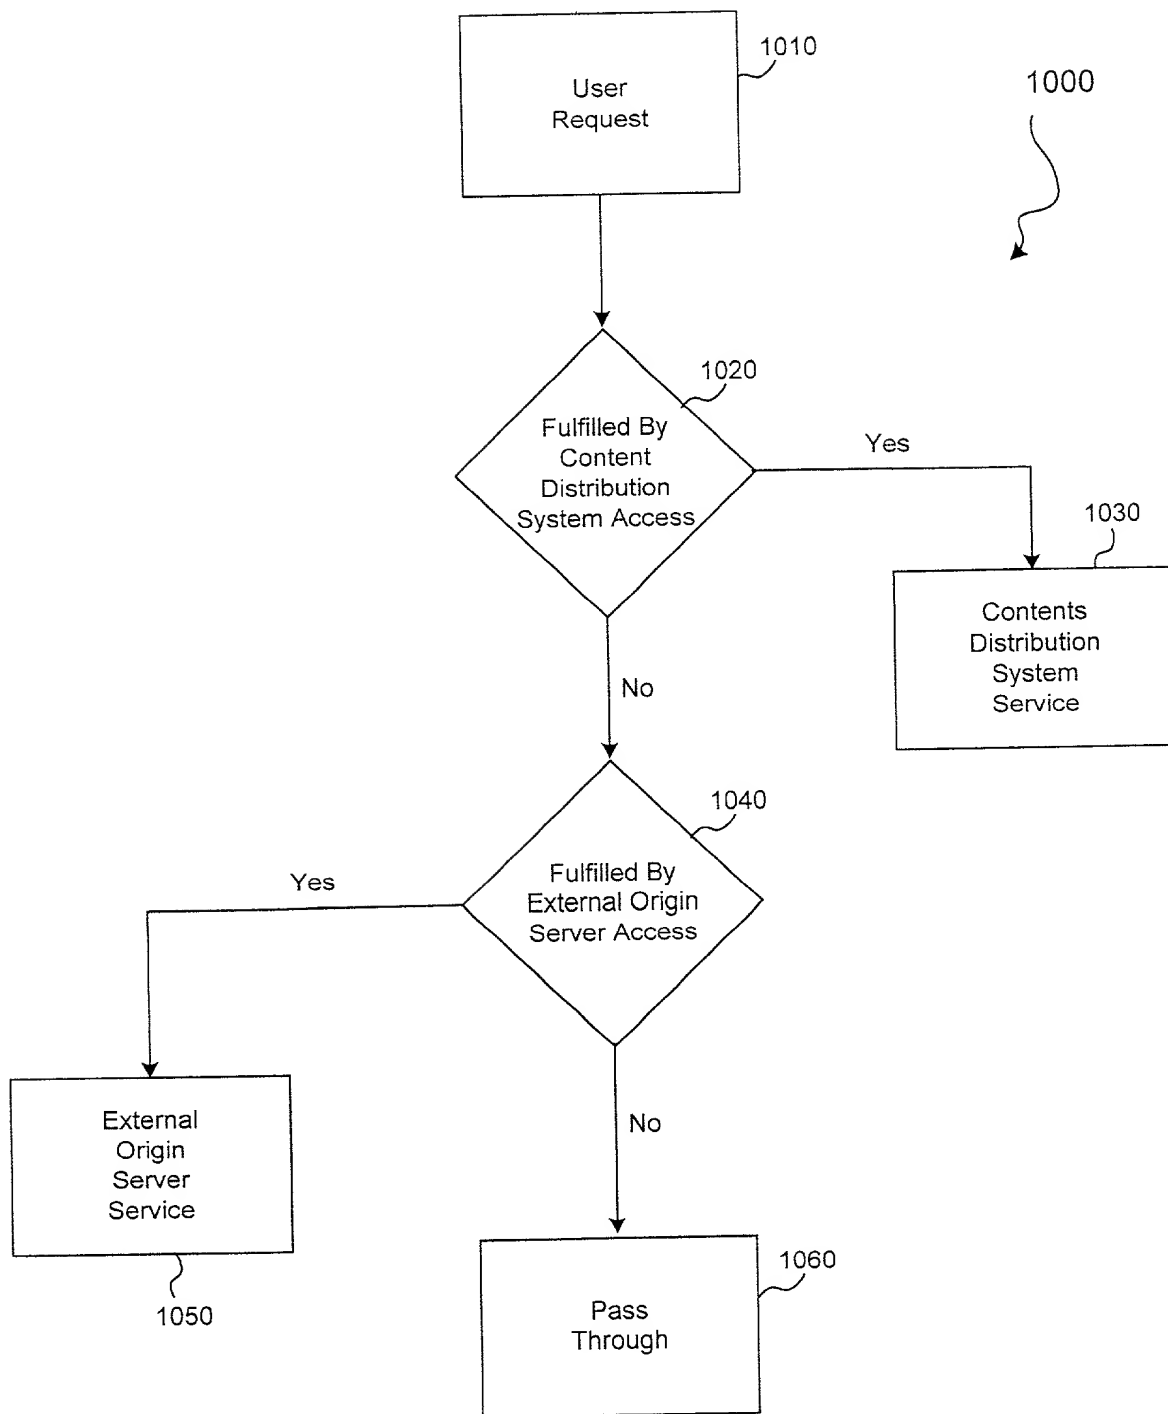 1010
User
Request
1000
1020
Fulfilled By
Content
Distribution
System Access
Yes
1030
Contents
Distribution
System
Service
No
1040
Fulfilled By
External Origin
Server Access
Yes
External
Origin
Server
Service
1050
No
1060
Pass
Through